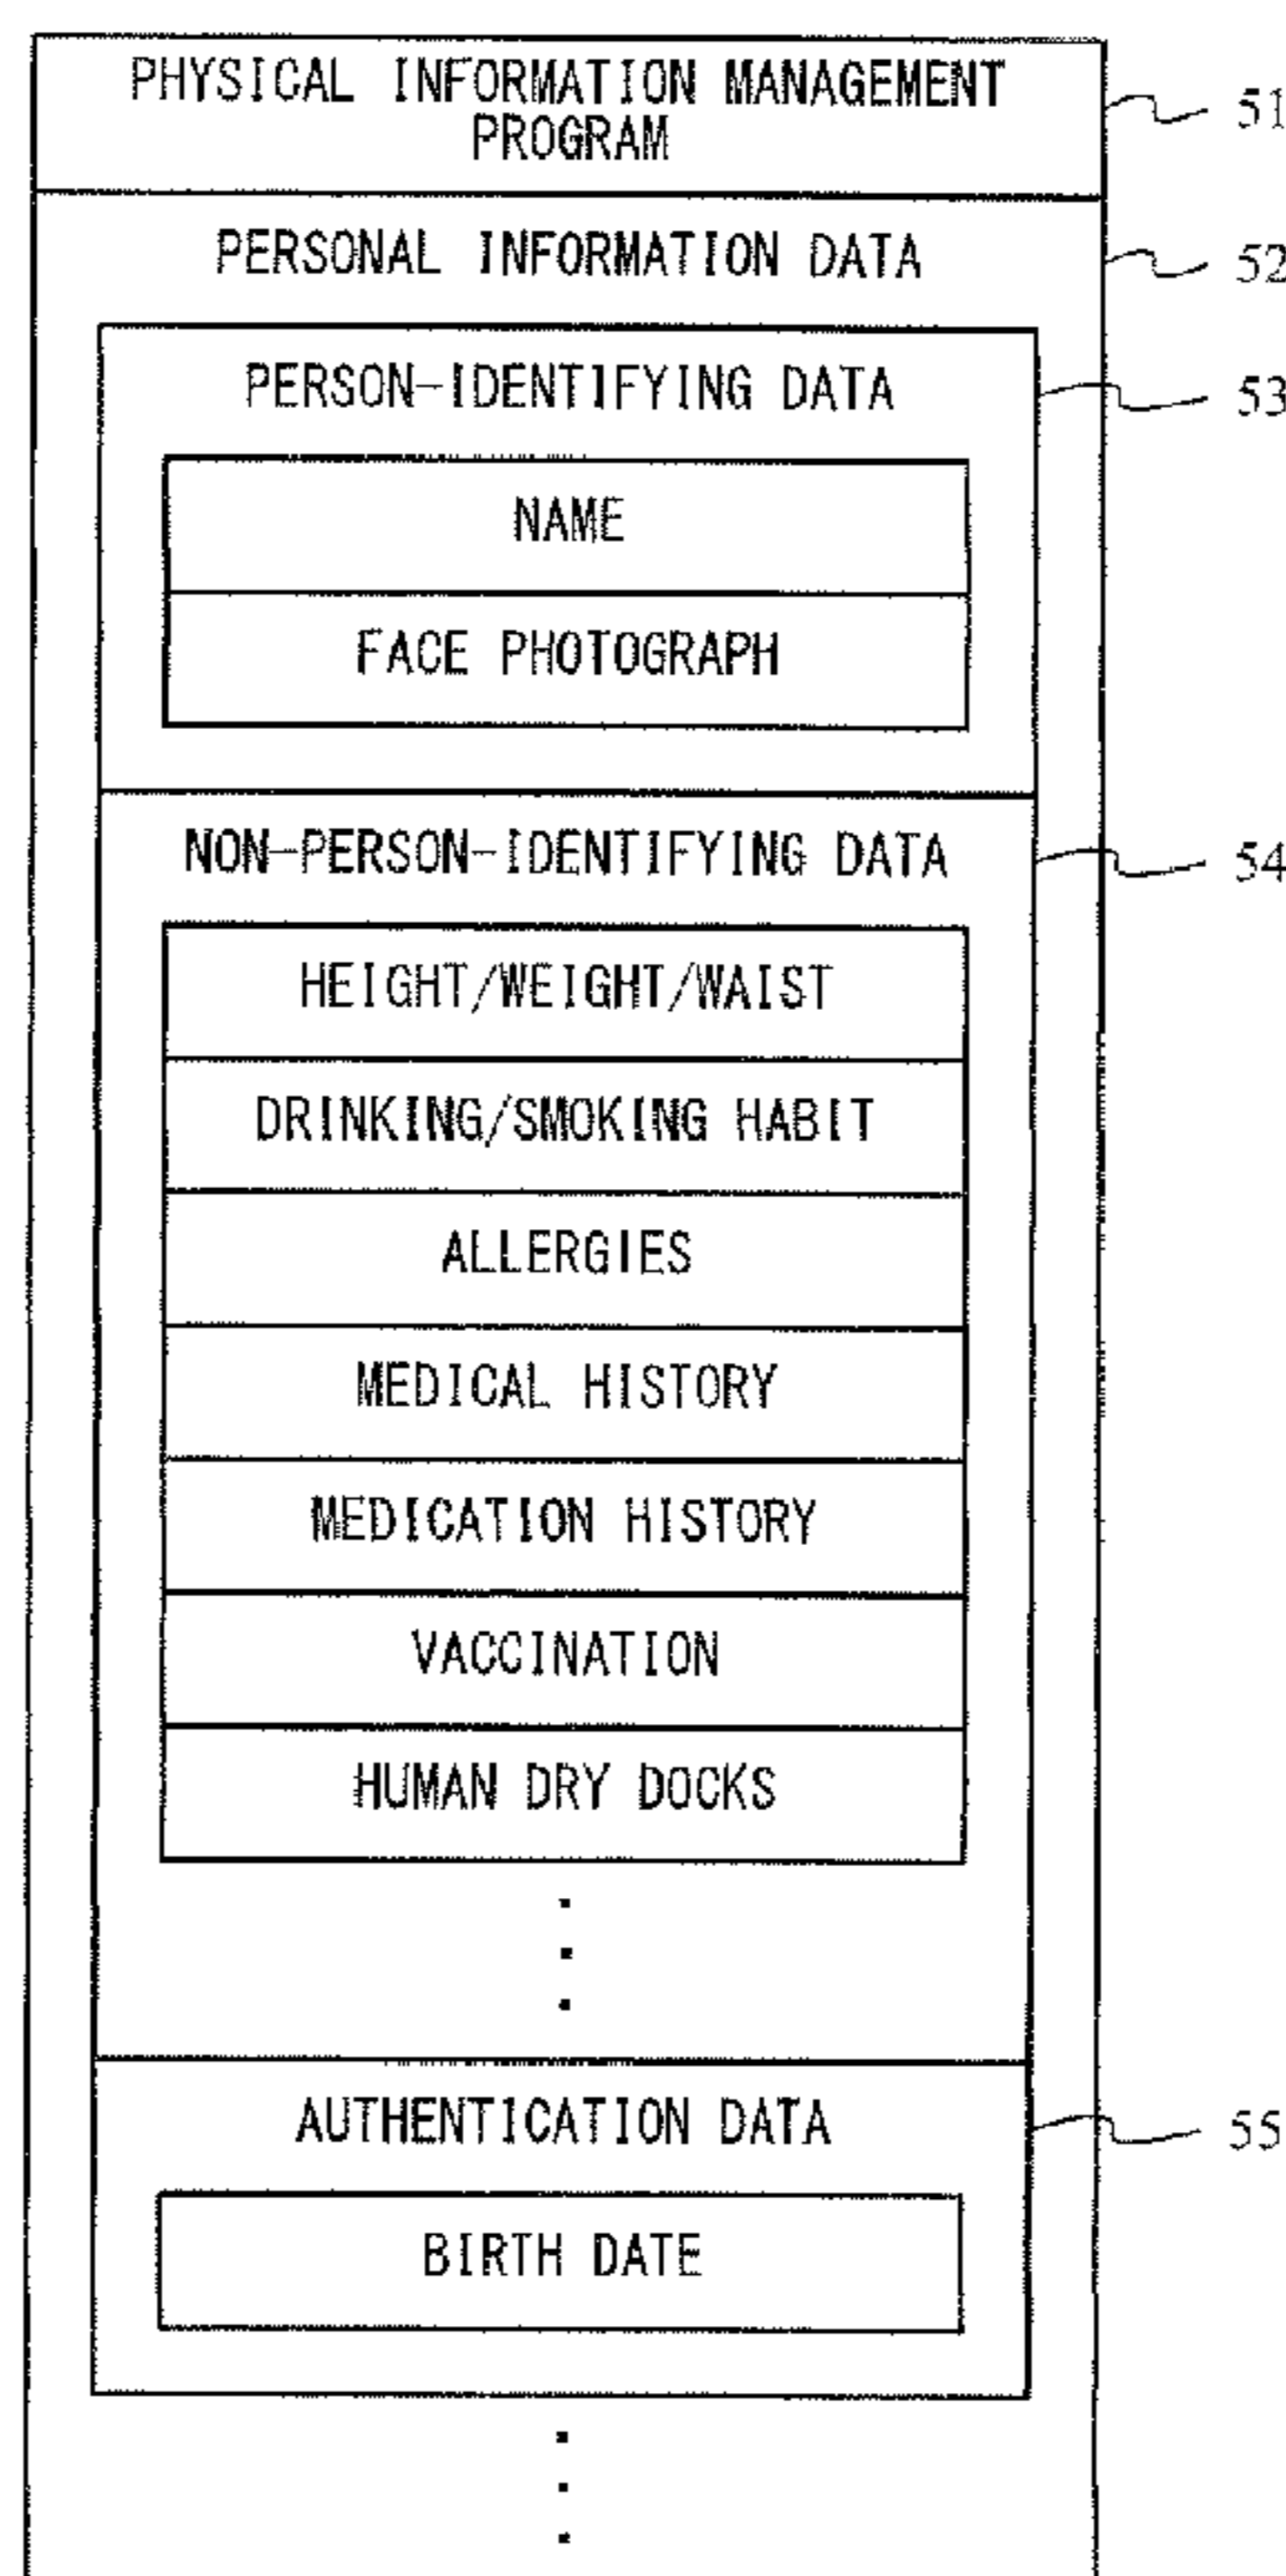 PHYSICAL INFORMATION MANAGEMENT
PROGRAM
51
PERSONAL INFORMATION DATA
52
PERSON-IDENTIFYING DATA
53
NAME
FACE PHOTOGRAPH
NON-PERSON-IDENTIFYING DATA
54
HEIGHT/WEIGHT/WAIST
DRINKING/SMOKING HABIT
ALLERGIES
MEDICAL HISTORY
MEDICATION HISTORY
VACCINATION
HUMAN DRY DOCKS
AUTHENTICATION DATA
55
BIRTH DATE